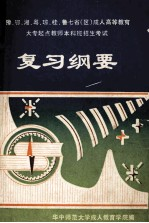 豫、鄂、湘、粤、琼、桂、鲁七省(区)成人高等教育
大专起点教师本科班招生考试
复习纲要
华中师范大学成人教育学院编